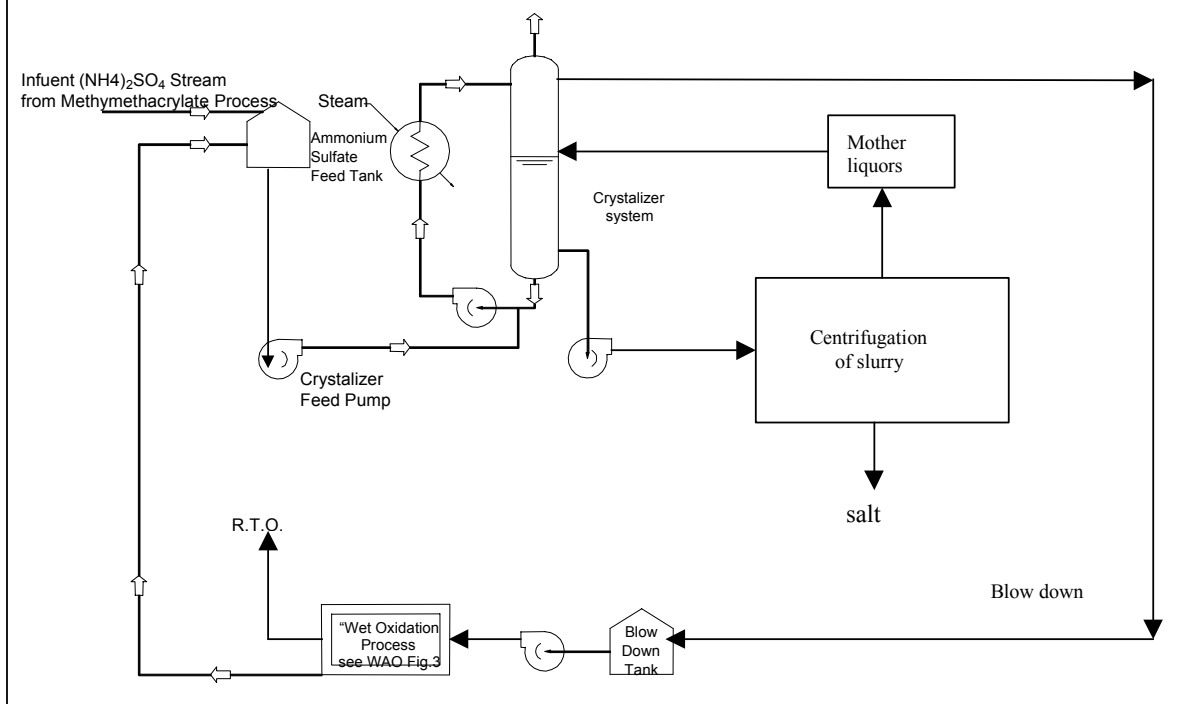 Infuent (NH4)₂SO₄ Stream
from Methymethacrylate Process
Steam
Ammonium
Sulfate
Feed Tank
Mother
liquors
Crystalizer
system
Centrifugation
of slurry
Crystalizer
Feed Pump
salt
R.T.O.
Blow down
"Wet Oxidation
Process
see WAO Fig.3
Blow
Down
Tank